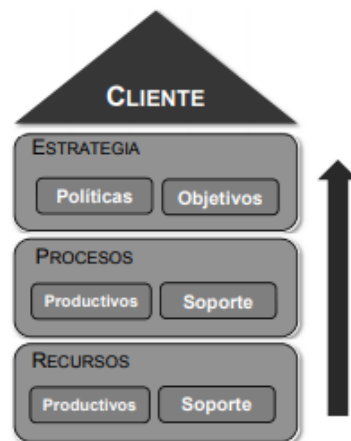 CLIENTE
ESTRATEGIA
Políticas Objetivos
PROCESOS
Productivos Soporte
RECURSOS
Productivos Soporte